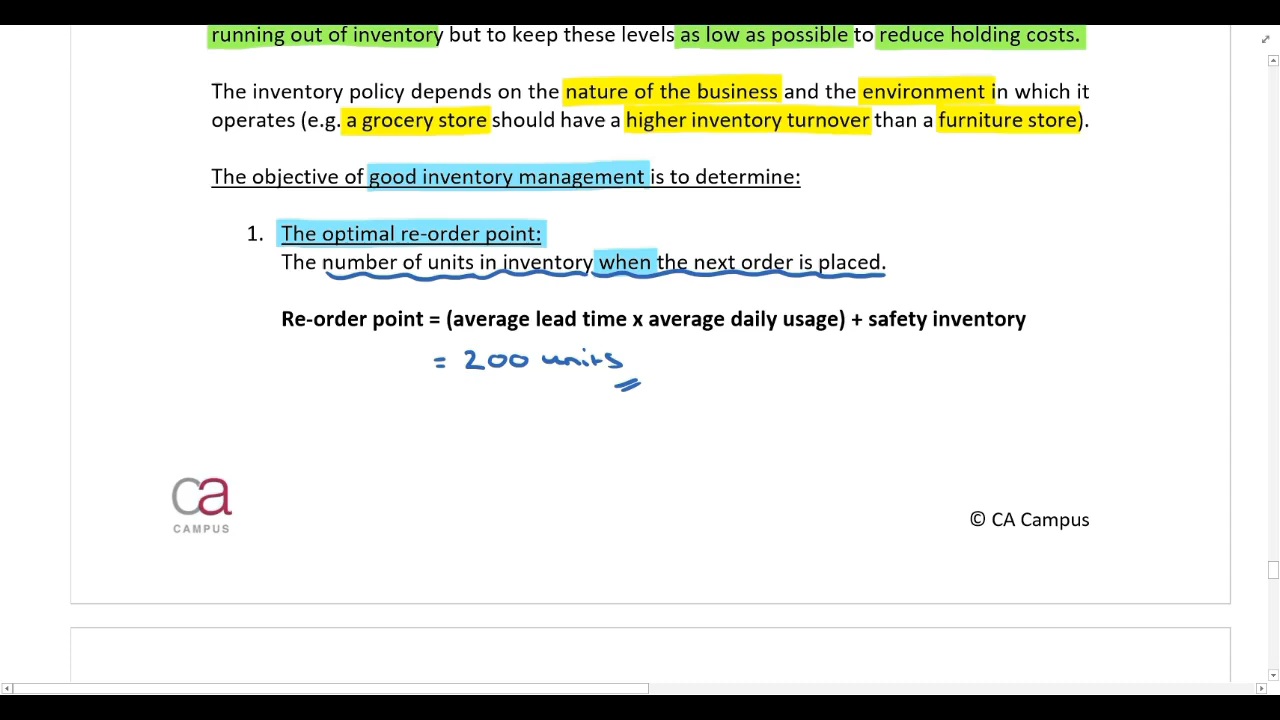 running out of inventory but to keep these levels as low as possible to reduce holding costs.
The inventory policy depends on the nature of the business and the environment in which it
operates (e.g. a grocery store should have a higher inventory turnover than a furniture store).
The objective of good inventory management is to determine:
1. The optimal re-order point:
The number of units in inventory when the next order is placed.
Re-order point = (average lead time x average daily usage) + safety inventory
= 200 units
ca
CAMPUS
© CA Campus